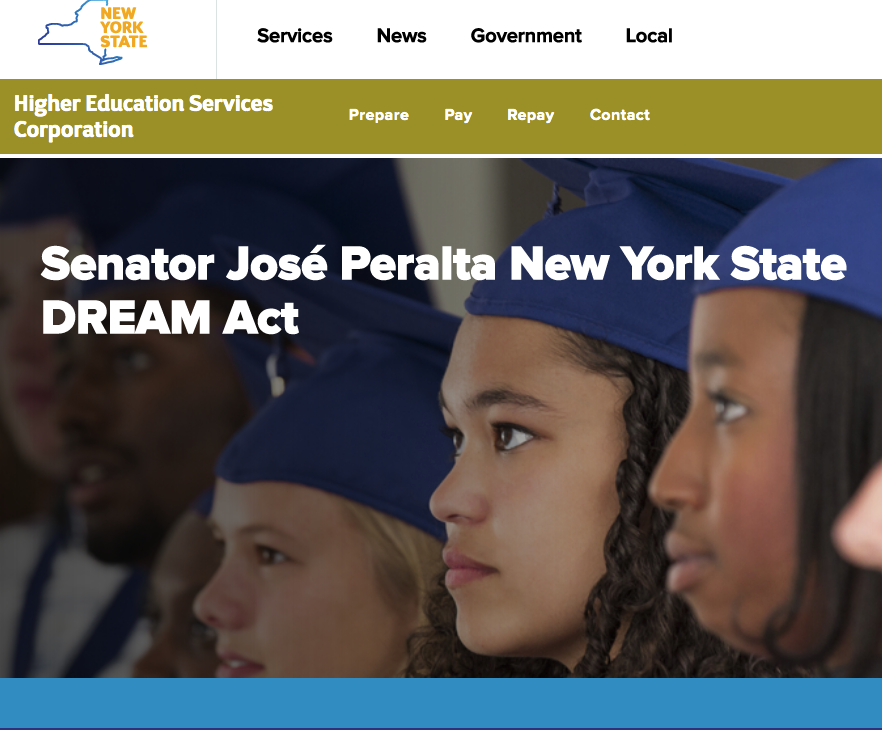 NEW
YORK
STATE
Services News Government Local
Higher Education Services
Corporation
Prepare Pay Repay Contact
Senator José Peralta New York State
DREAM Act